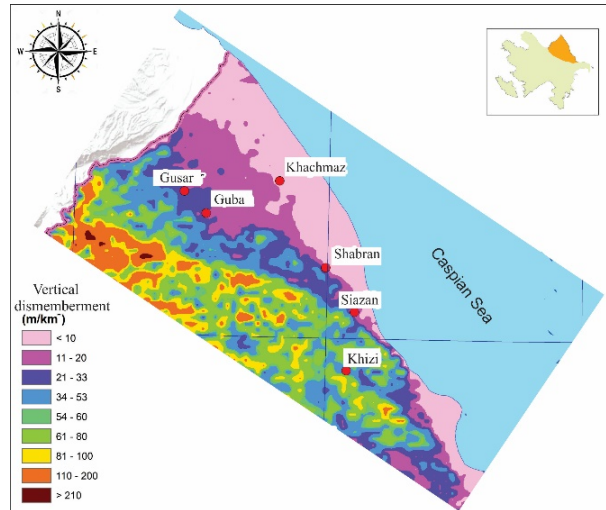 N
W
E
S
Khachmaz
Gusar
Guba
Shabran
Siazan
Khizi
Caspian Sea
Vertical
dismemberment
(m/km¯)
< 10
11 - 20
21 - 33
34 - 53
54 - 60
61 - 80
81 - 100
110 - 200
> 210